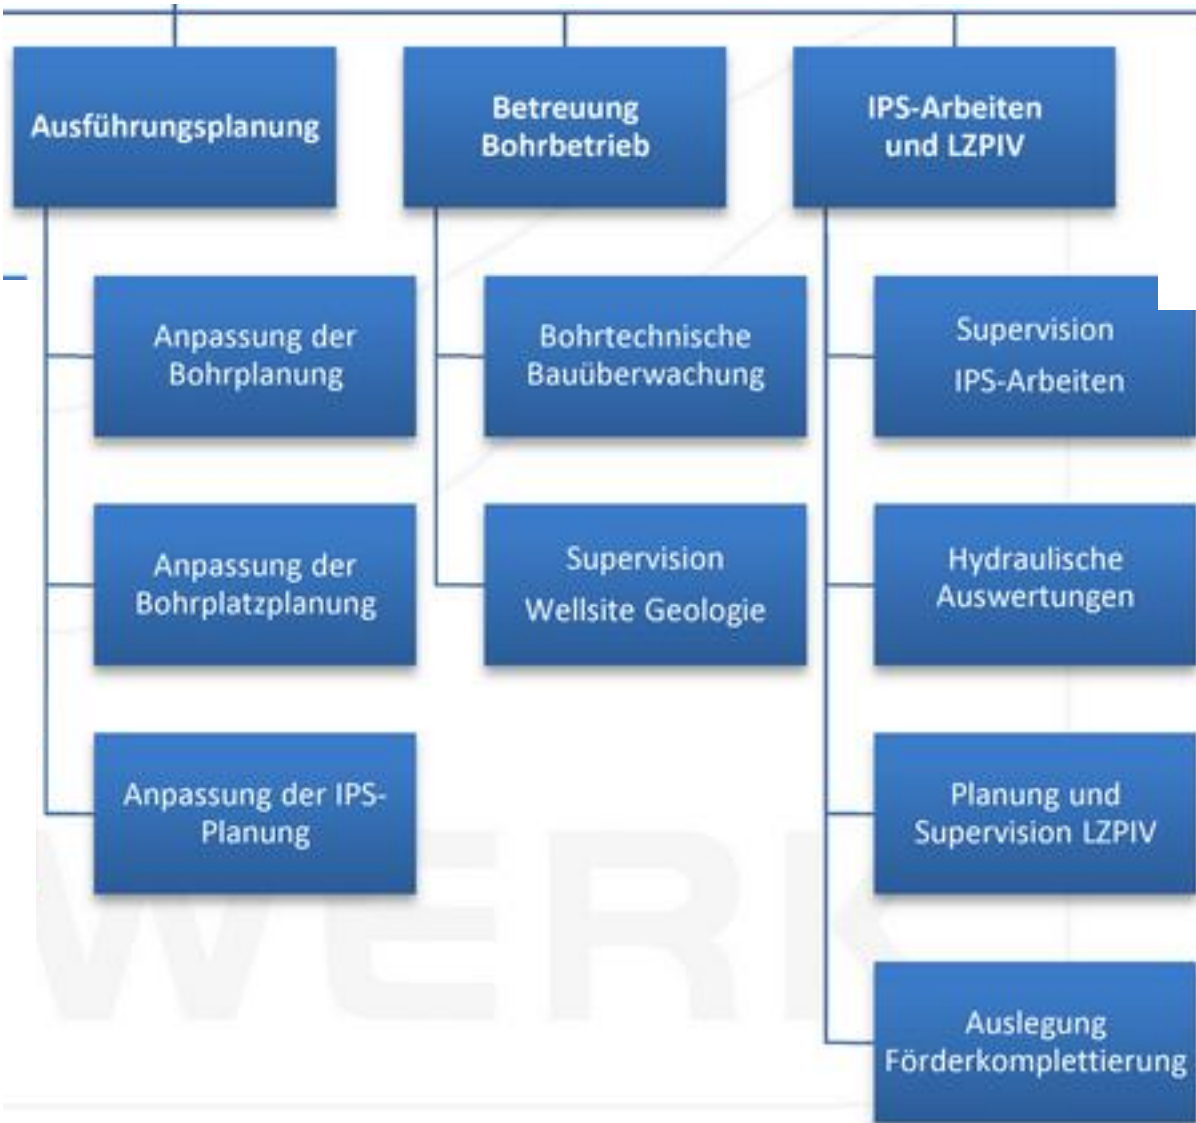 Ausführungsplanung
Anpassung der
Bohrplanung
Anpassung der
Bohrplatzplanung
Anpassung der IPS-
Planung
Betreuung
Bohrbetrieb
Bohrtechnische
Bauüberwachung
Supervision
Wellsite Geologie
IPS-Arbeiten
und LZPIV
Supervision
IPS-Arbeiten
Hydraulische
Auswertungen
Planung und
Supervision LZPIV
Auslegung
Förderkomplettierung
WERK